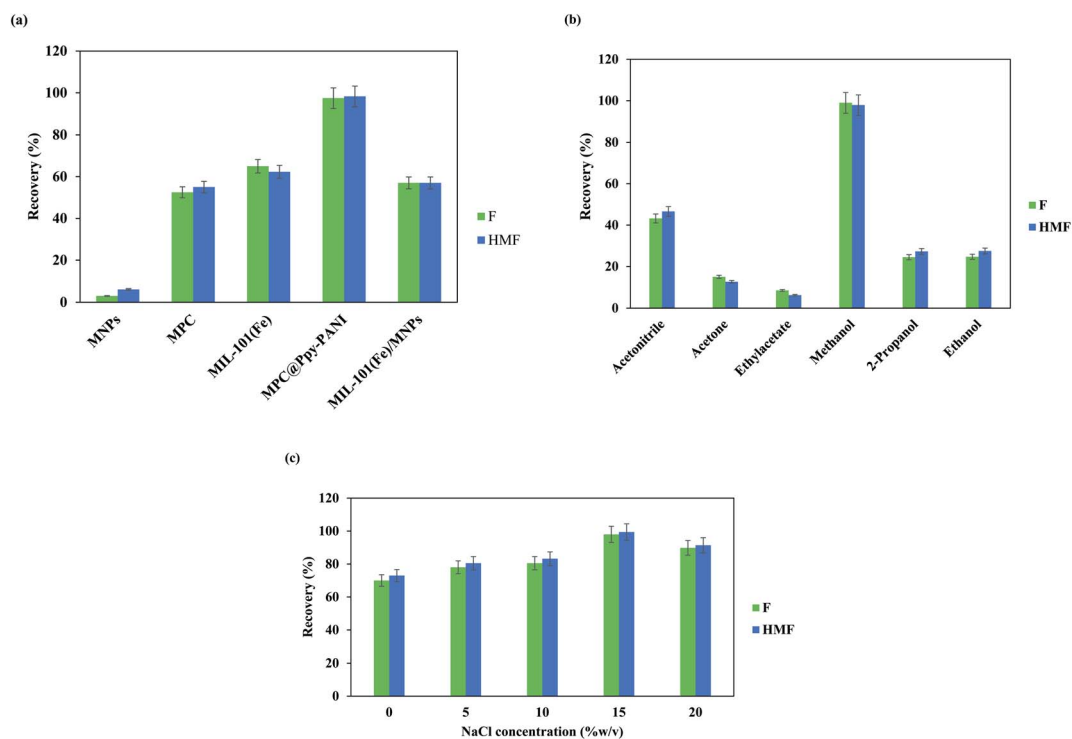 (a)
120
100
80
60
40
20
0
Recovery (%)
MNPs
MPC
MIL-101(Fe)
MPC@Ppy-PANI
MIL-101(Fe)/MNPs
F
HMF
(b)
120
100
80
60
40
20
0
Recovery (%)
Acetonitrile
Acetone
Ethylacetate
Methanol
2-Propanol
Ethanol
F
HMF
(c)
120
100
80
60
40
20
0
Recovery (%)
0 5 10 15 20
NaCl concentration (%w/v)
F
HMF